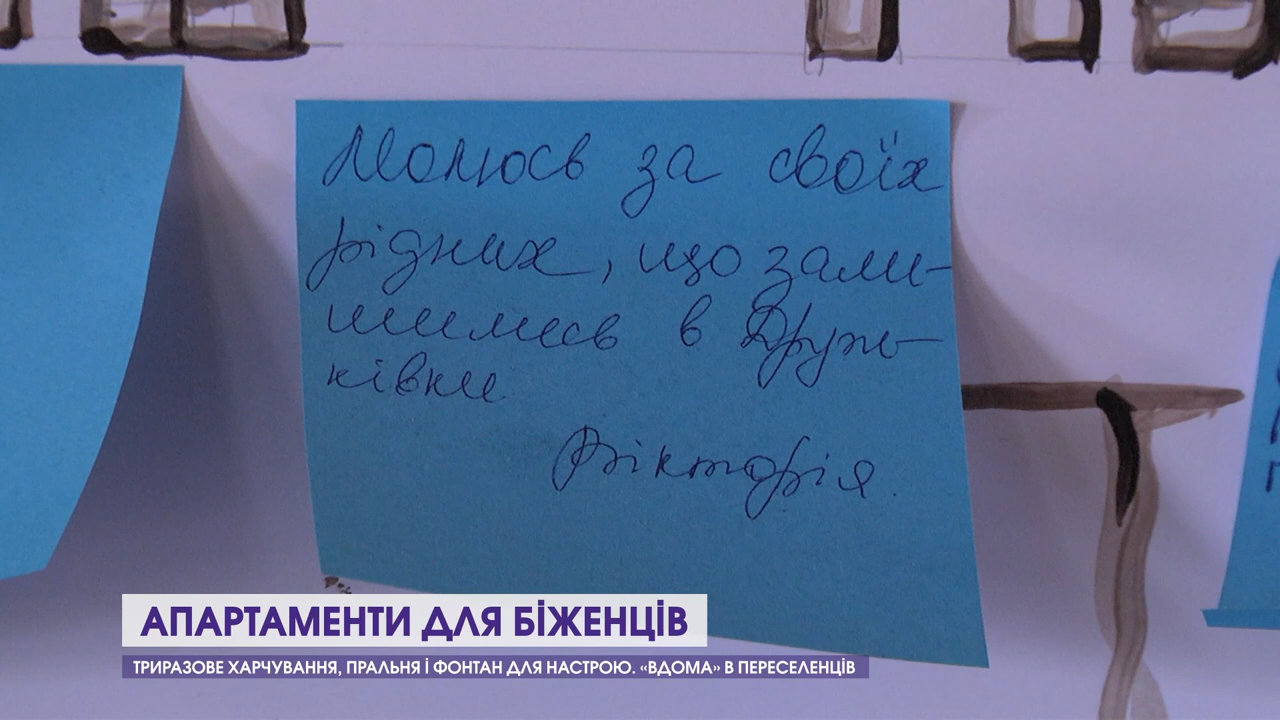 Молюсь за своїх
рідних, що зали-
шились в Друж-
ківки
Вікторія.
АПАРТАМЕНТИ ДЛЯ БІЖЕНЦІВ
ТРИРАЗОВЕ ХАРЧУВАННЯ, ПРАЛЬНЯ І ФОНТАН ДЛЯ НАСТРОЮ. «ВДОМА» В ПЕРЕСЕЛЕНЦІВ